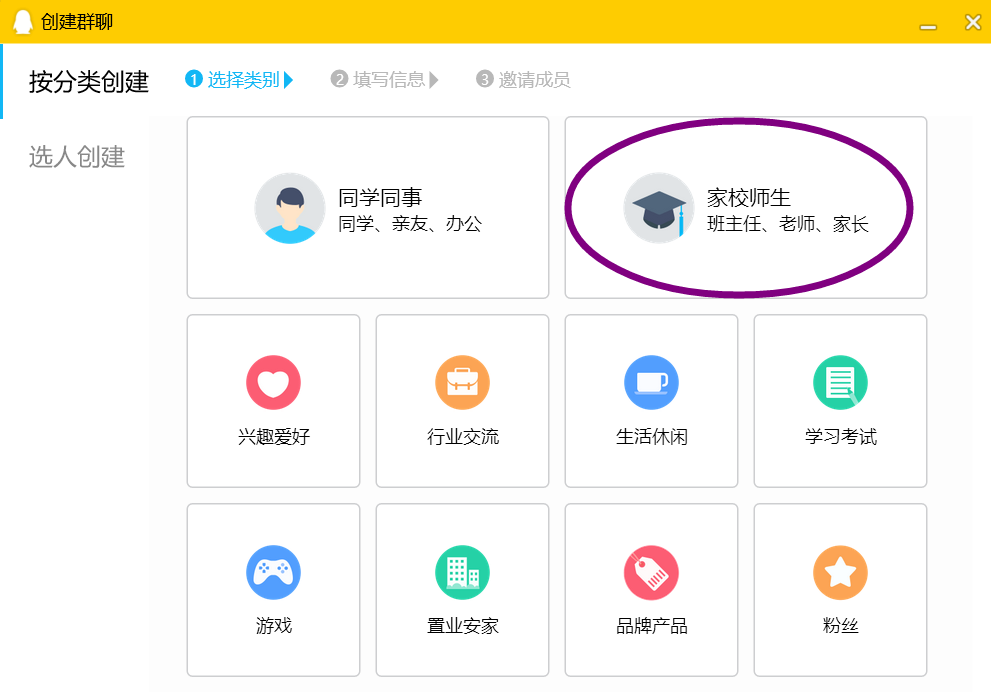 创建群聊
按分类创建
1 选择类别
2 填写信息
3 邀请成员
选人创建
同学同事
同学、亲友、办公
家校师生
班主任、老师、家长
兴趣爱好
行业交流
生活休闲
学习考试
游戏
置业安家
品牌产品
粉丝